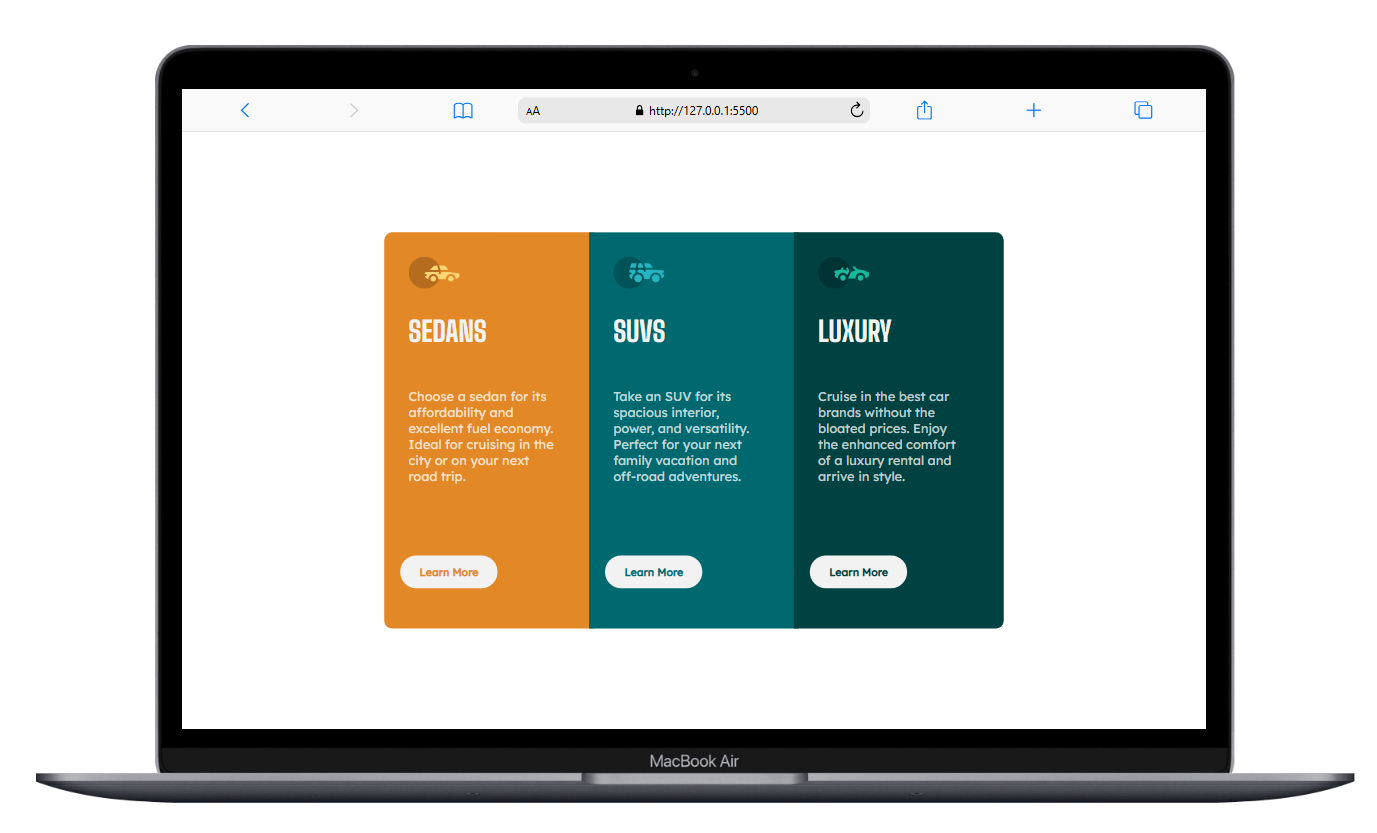 AA
http://127.0.0.1:5500
SEDANS
Choose a sedan for its
affordability and
excellent fuel economy.
Ideal for cruising in the
city or on your next
road trip.
Learn More
SUVS
Take an SUV for its
spacious interior,
power, and versatility.
Perfect for your next
family vacation and
off-road adventures.
Learn More
LUXURY
Cruise in the best car
brands without the
bloated prices. Enjoy
the enhanced comfort
of a luxury rental and
arrive in style.
Learn More
MacBook Air